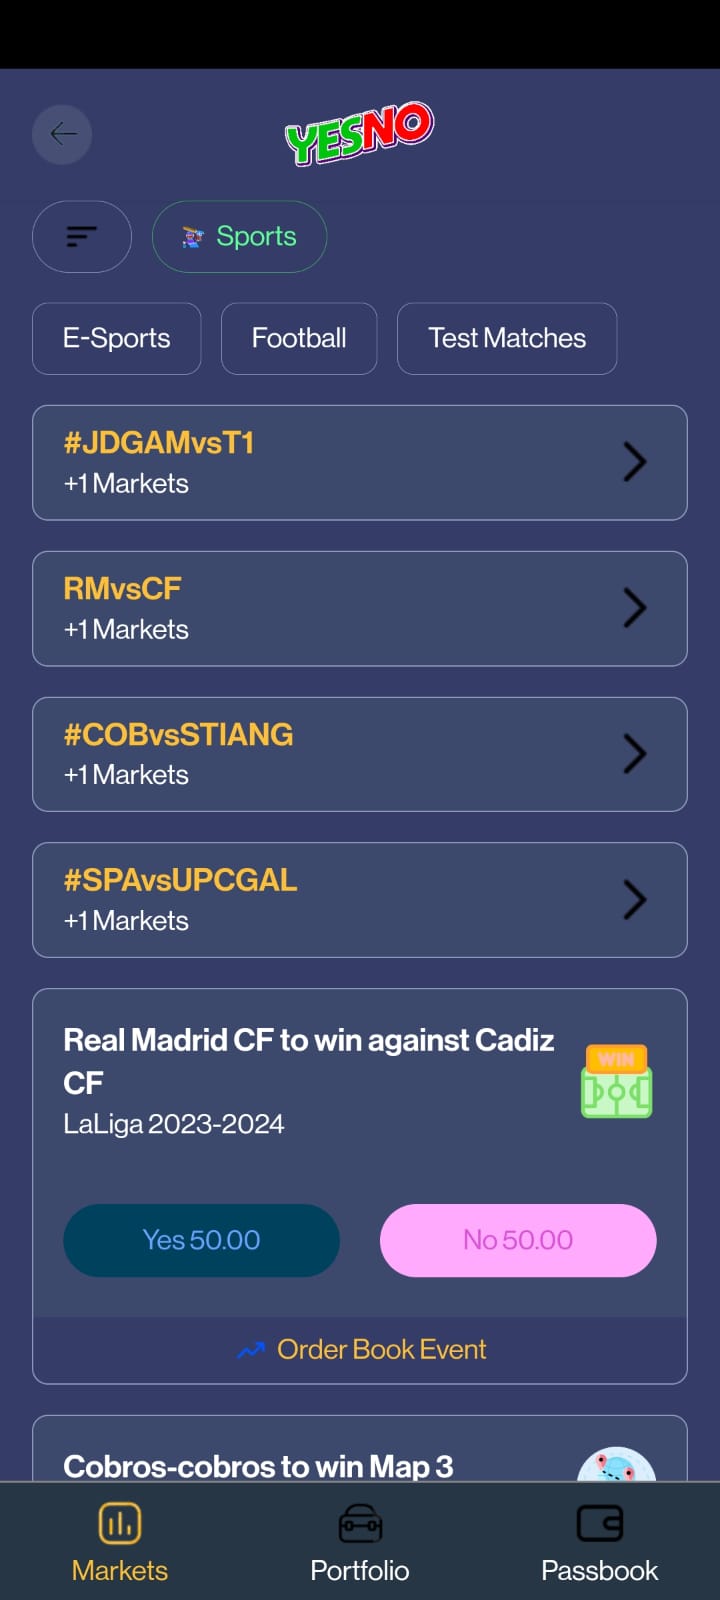 YESNO
Sports
E-Sports
Football
Test Matches
#JDGAMvsT1
+1 Markets
RMvsCF
+1 Markets
#COBvsSTIANG
+1 Markets
#SPAvsUPCGAL
+1 Markets
Real Madrid CF to win against Cadiz
CF
LaLiga 2023-2024
WIN
Yes 50.00
No 50.00
Order Book Event
Cobros-cobros to win Map 3
Markets
Portfolio
Passbook